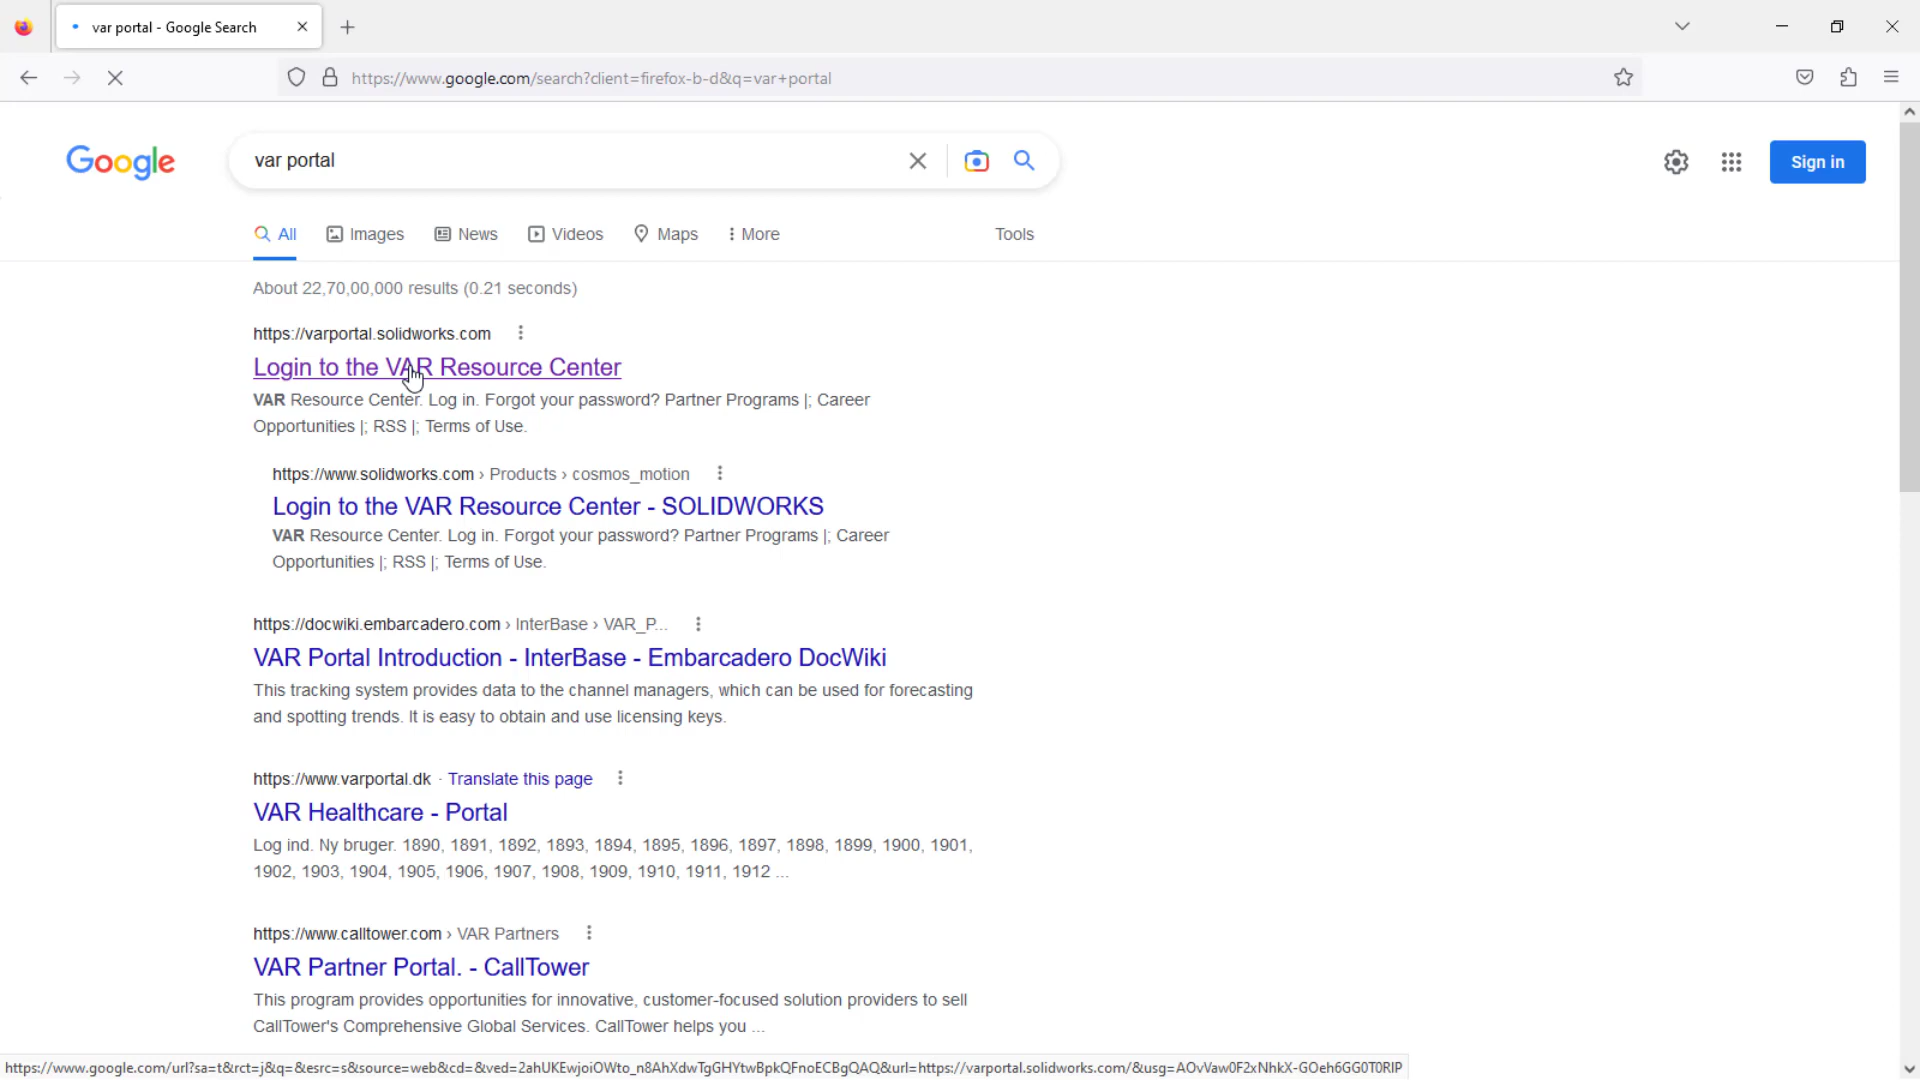 var portal - Google Search
https://www.google.com/search?client=firefox-b-d&q=var+portal
Google
var portal
Sign in
All
Images
News
Videos
Maps
More
Tools
About 22,70,00,000 results (0.21 seconds)
https://varportal.solidworks.com
Login to the VAR Resource Center
VAR Resource Center. Log in. Forgot your password? Partner Programs |; Career
Opportunities |; RSS |; Terms of Use.
https://www.solidworks.com › Products › cosmos_motion
Login to the VAR Resource Center - SOLIDWORKS
VAR Resource Center. Log in. Forgot your password? Partner Programs |; Career
Opportunities |; RSS |; Terms of Use.
https://docwiki.embarcadero.com › InterBase › VAR_P...
VAR Portal Introduction - InterBase - Embarcadero DocWiki
This tracking system provides data to the channel managers, which can be used for forecasting
and spotting trends. It is easy to obtain and use licensing keys.
https://www.varportal.dk · Translate this page
VAR Healthcare - Portal
Log ind. Ny bruger. 1890, 1891, 1892, 1893, 1894, 1895, 1896, 1897, 1898, 1899, 1900, 1901,
1902, 1903, 1904, 1905, 1906, 1907, 1908, 1909, 1910, 1911, 1912 ...
https://www.calltower.com › VAR Partners
VAR Partner Portal. - CallTower
This program provides opportunities for innovative, customer-focused solution providers to sell
CallTower's Comprehensive Global Services. CallTower helps you ...
https://www.google.com/url?sa=t&rct=j&q=&esrc=s&source=web&cd=&ved=2ahUKEwjoiOWto_n8AhXdwTgGHYtwBpkQFnoECBgQAQ&url=https://varportal.solidworks.com/&usg=AOvVaw0F2xNhkX-GOeh6GG0T0RIP